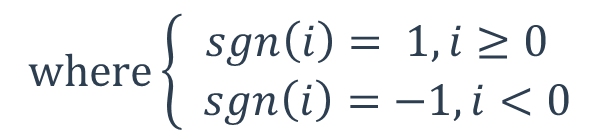 sgn(i) = 1, i ≥ 0
where {
sgn(i) = −1, i < 0